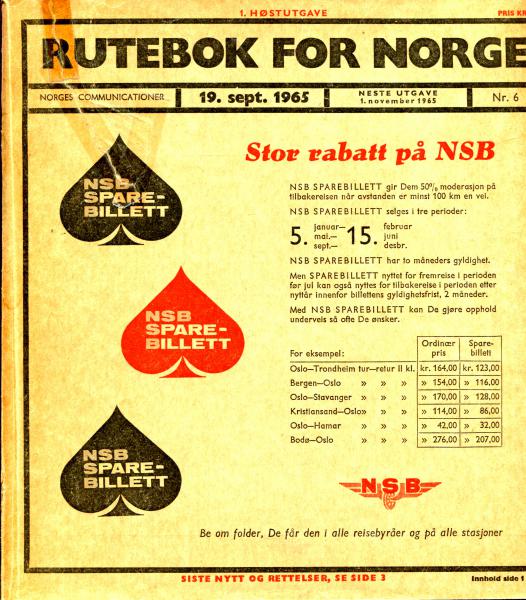 1. HØSTUTGAVE
PRIS KR
RUTEBOK FOR NORGE
NORGES COMMUNICATIONER
19. sept. 1965
NESTE UTGAVE
1. november 1965
Nr. 6
Stor rabatt på NSB
NSB
SPARE-
BILLETT
NSB SPAREBILLETT gir Dem 50% moderasjon på
tilbakereisen når avstanden er minst 100 km en vei.
NSB SPAREBILLETT selges i tre perioder:
5. januar— 15. februar
mai.— juni
sept.— desbr.
NSB SPAREBILLETT har to måneders gyldighet.
Men SPAREBILLETT nyttet for fremreise i perioden
før jul kan også nyttes for tilbakereise i perioden etter
nyttår innenfor billettens gyldighetsfrist, 2 måneder.
Med NSB SPAREBILLETT kan De gjøre opphold
underveis så ofte De ønsker.
NSB
SPARE-
BILLETT
For eksempel: Ordinær pris Spare-billett
Oslo—Trondheim tur—retur II kl. kr. 164,00 kr. 123,00
Bergen—Oslo » » » » 154,00 » 116,00
Oslo—Stavanger » » » » 170,00 » 128,00
Kristiansand—Oslo» » » » 114,00 » 86,00
Oslo—Hamar » » » » 42,00 » 32,00
Bodø—Oslo » » » » 276,00 » 207,00
NSB
SPARE-
BILLETT
NSB
Be om folder, De får den i alle reisebyråer og på alle stasjoner
SISTE NYTT OG RETTELSER, SE SIDE 3
Innhold side 1